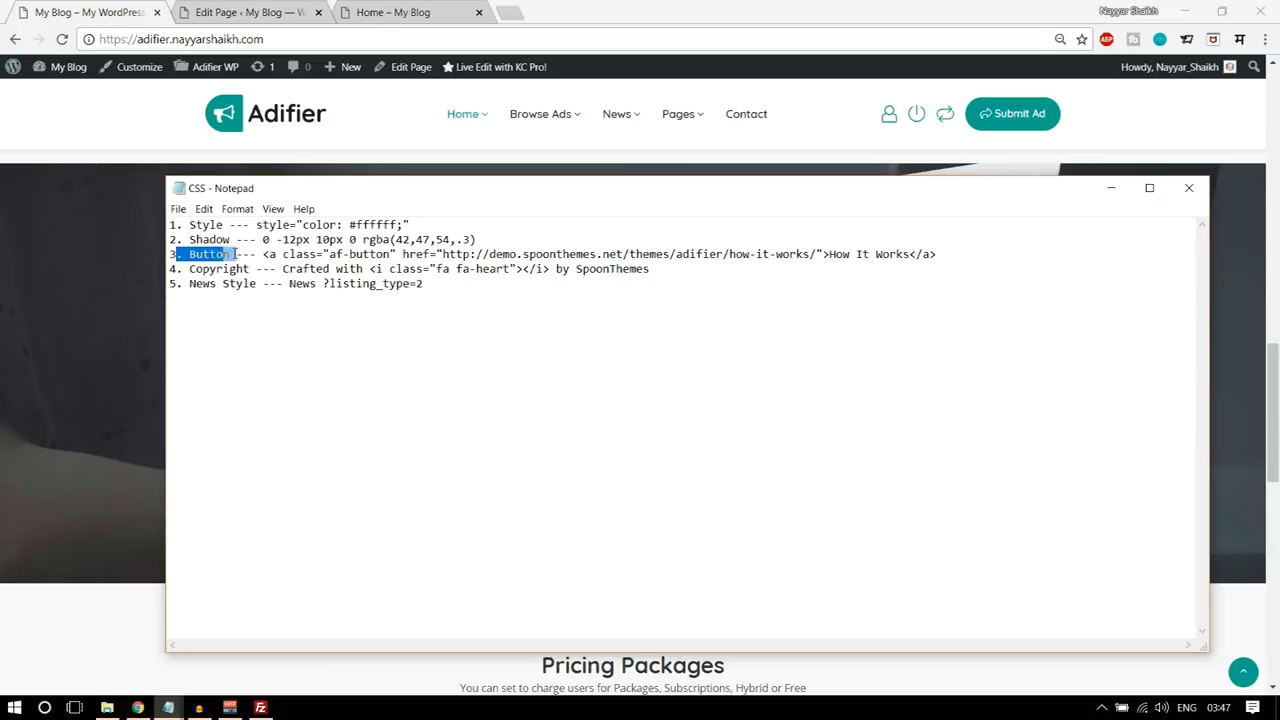 My Blog – My WordPress
Edit Page ‹ My Blog — W
Home – My Blog
Nayyar Shaikh
https://adifier.nayyarshaikh.com
ABP
My Blog
Customize
Adifier WP
1
0
New
Edit Page
Live Edit with KC Pro!
Howdy, Nayyar_Shaikh
Adifier
Home
Browse Ads
News
Pages
Contact
Submit Ad
CSS - Notepad
File Edit Format View Help
1. Style --- style="color: #ffffff;"
2. Shadow --- 0 -12px 10px 0 rgba(42,47,54,.3)
3. Button --- <a class="af-button" href="http://demo.spoonthemes.net/themes/adifier/how-it-works/">How It Works</a>
4. Copyright --- Crafted with <i class="fa fa-heart"></i> by SpoonThemes
5. News Style --- News ?listing_type=2
Pricing Packages
You can set to charge users for Packages, Subscriptions, Hybrid or Free
ENG
03:47